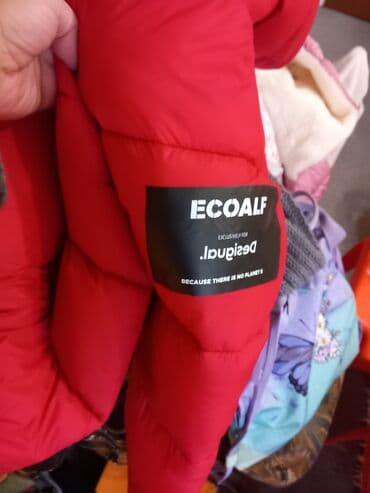 ECOALF
Desigual.
BECAUSE THERE IS NO PLANET B